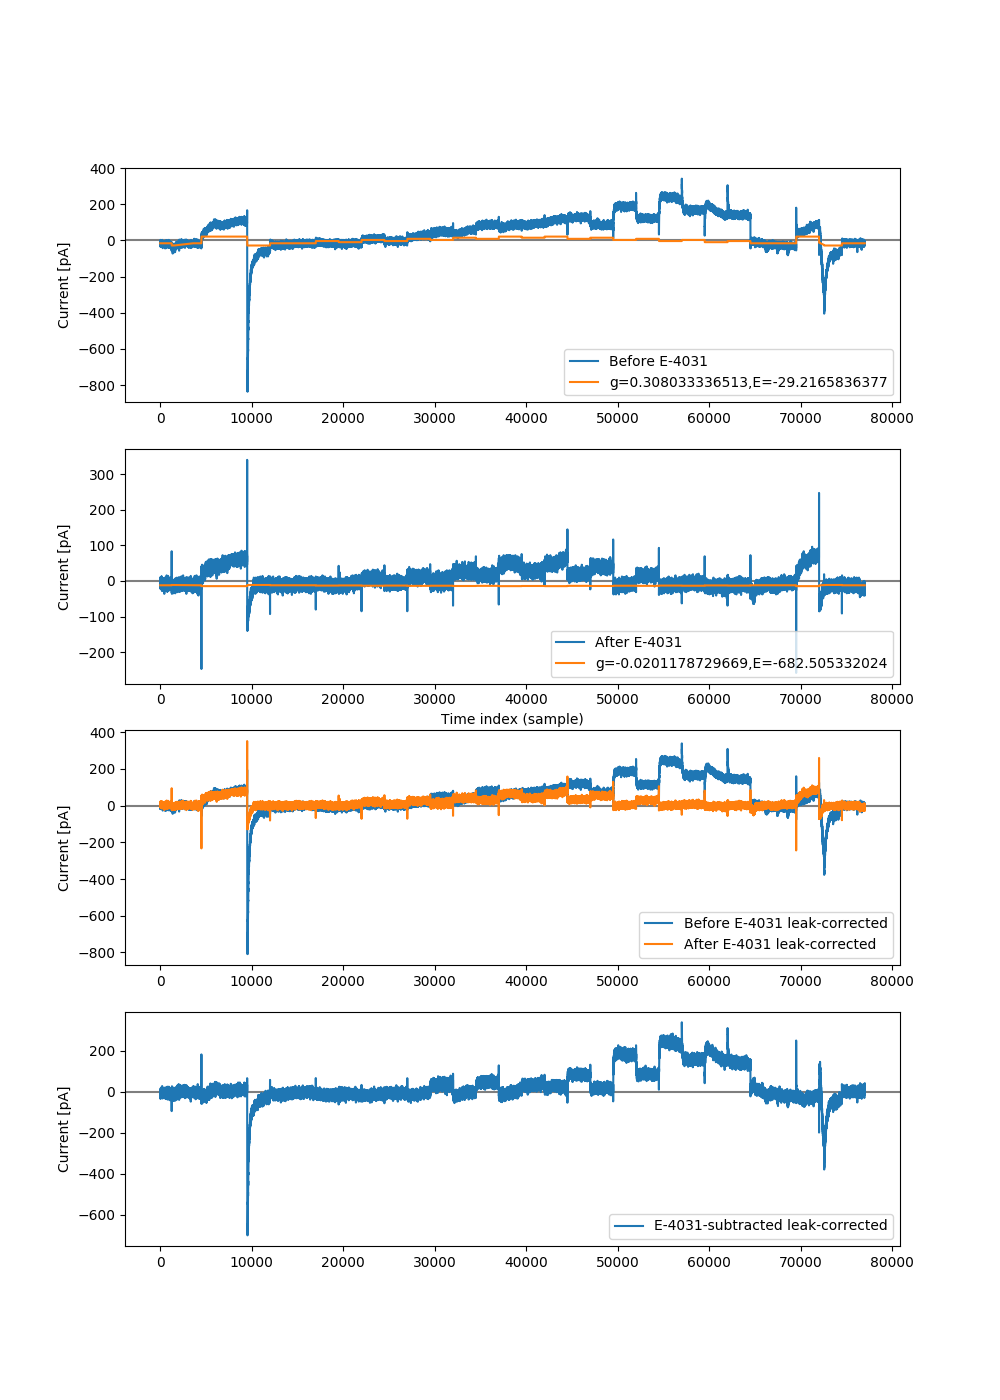 400
200
0
−200
−400
−600
−800
Current [pA]
Before E-4031
g=0.308033336513,E=-29.2165836377
0 10000 20000 30000 40000 50000 60000 70000 80000
300
200
100
0
−100
−200
Current [pA]
After E-4031
g=-0.0201178729669,E=-682.505332024
0 10000 20000 30000 40000 50000 60000 70000 80000
Time index (sample)
400
200
0
−200
−400
−600
−800
Current [pA]
Before E-4031 leak-corrected
After E-4031 leak-corrected
0 10000 20000 30000 40000 50000 60000 70000 80000
200
0
−200
−400
−600
Current [pA]
E-4031-subtracted leak-corrected
0 10000 20000 30000 40000 50000 60000 70000 80000